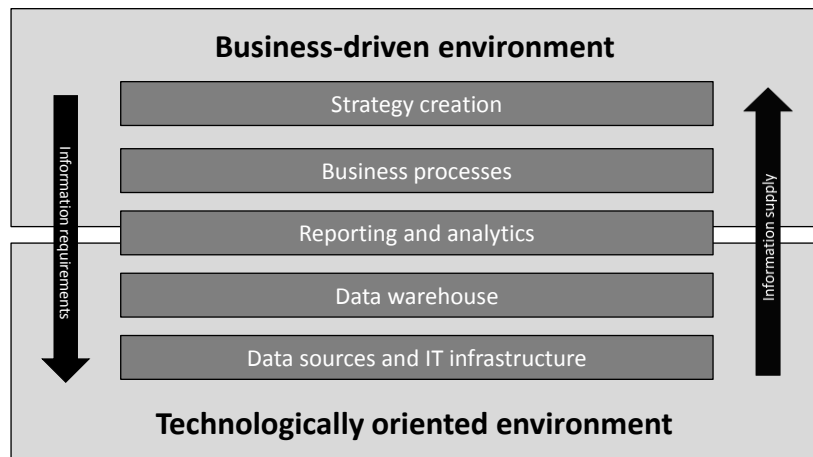 Business-driven environment
Strategy creation
Business processes
Reporting and analytics
Data warehouse
Data sources and IT infrastructure
Technologically oriented environment
Information requirements
Information supply